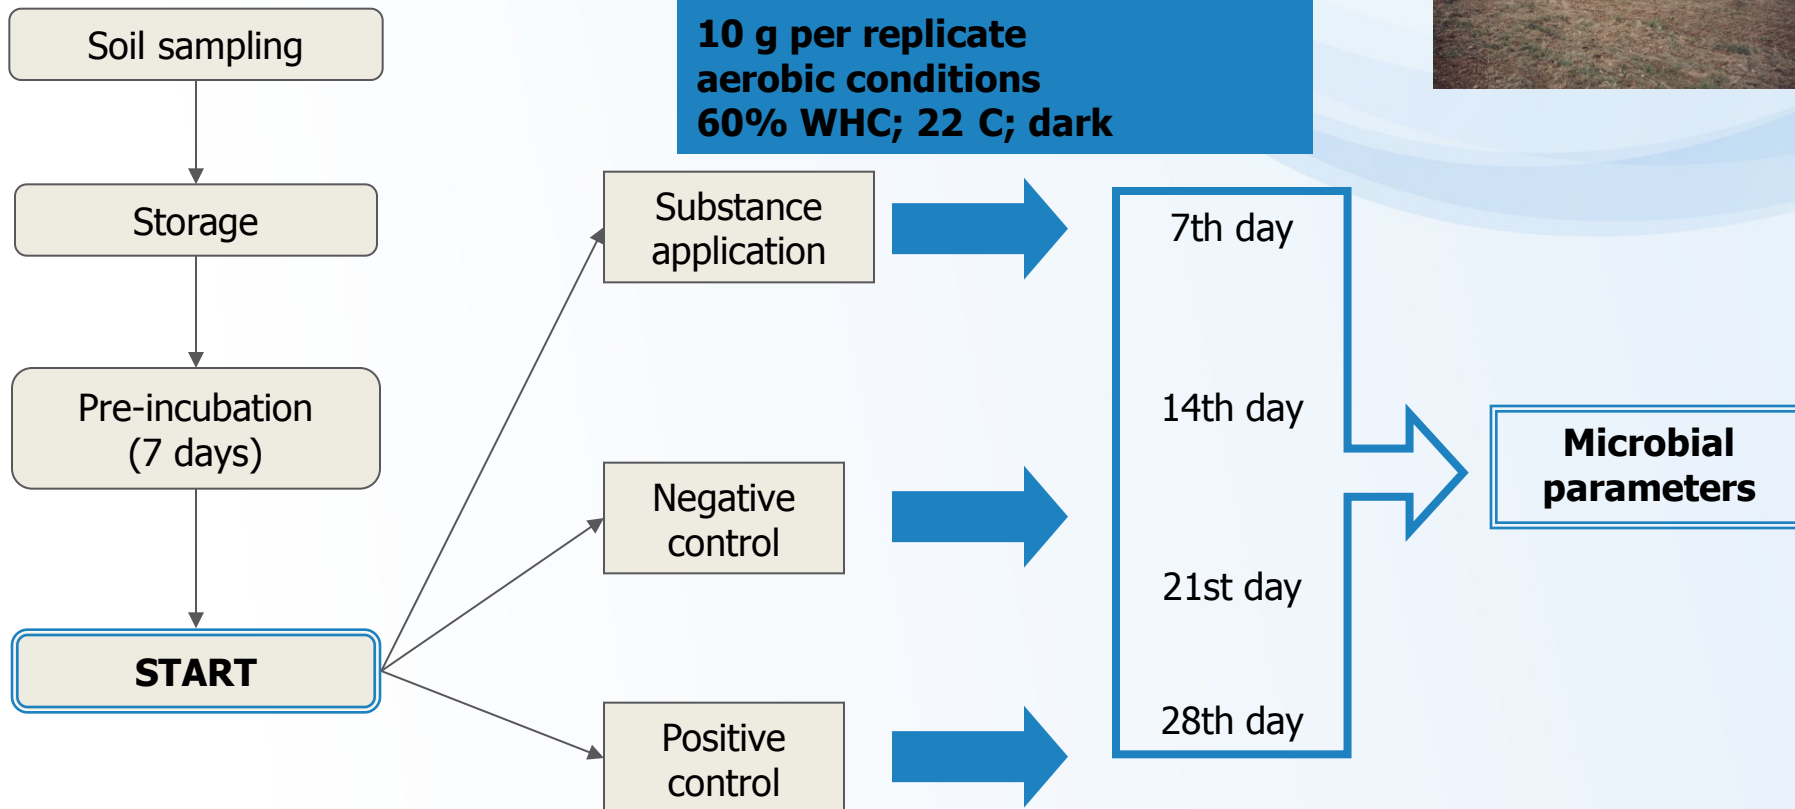 Soil sampling
10 g per replicate
aerobic conditions
60% WHC; 22 C; dark
Storage
Substance
application
7th day
Pre-incubation
(7 days)
14th day
Negative
control
Microbial
parameters
21st day
START
28th day
Positive
control